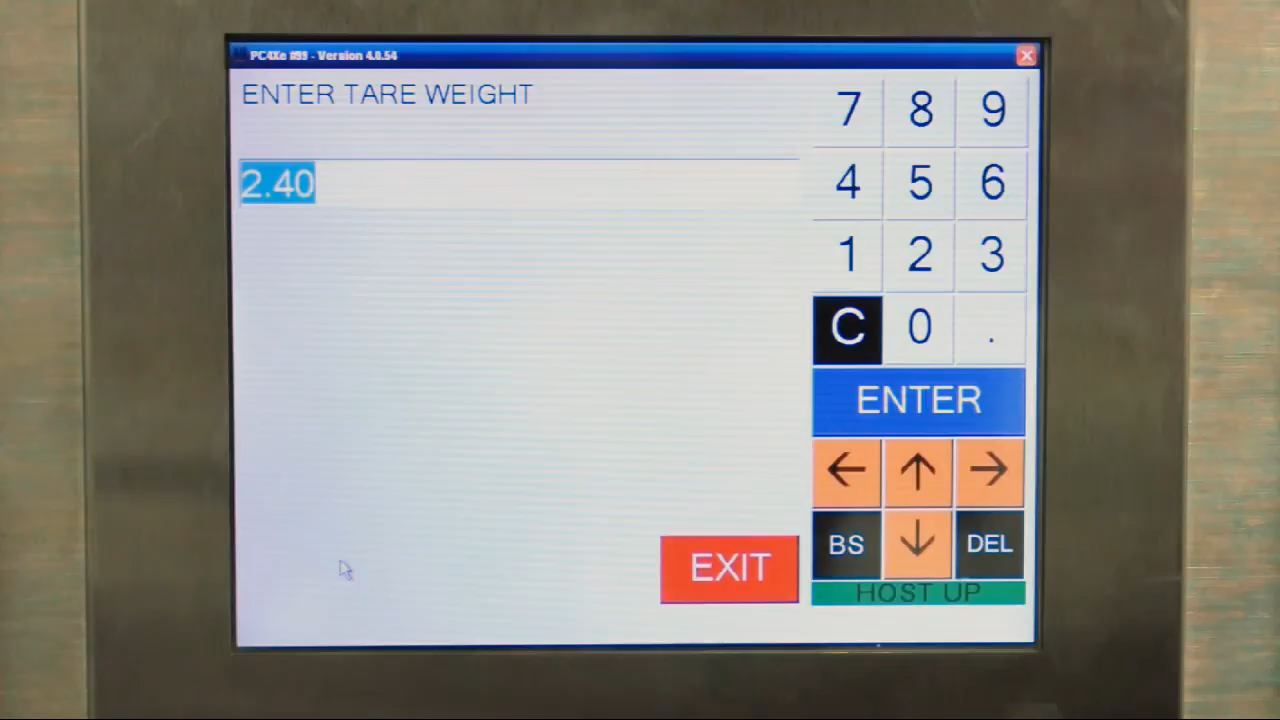 PC4Xe #99 - Version 4.0.54
ENTER TARE WEIGHT
2.40
7 8 9
4 5 6
1 2 3
C 0 .
ENTER
← ↑ →
BS ↓ DEL
EXIT
HOST UP